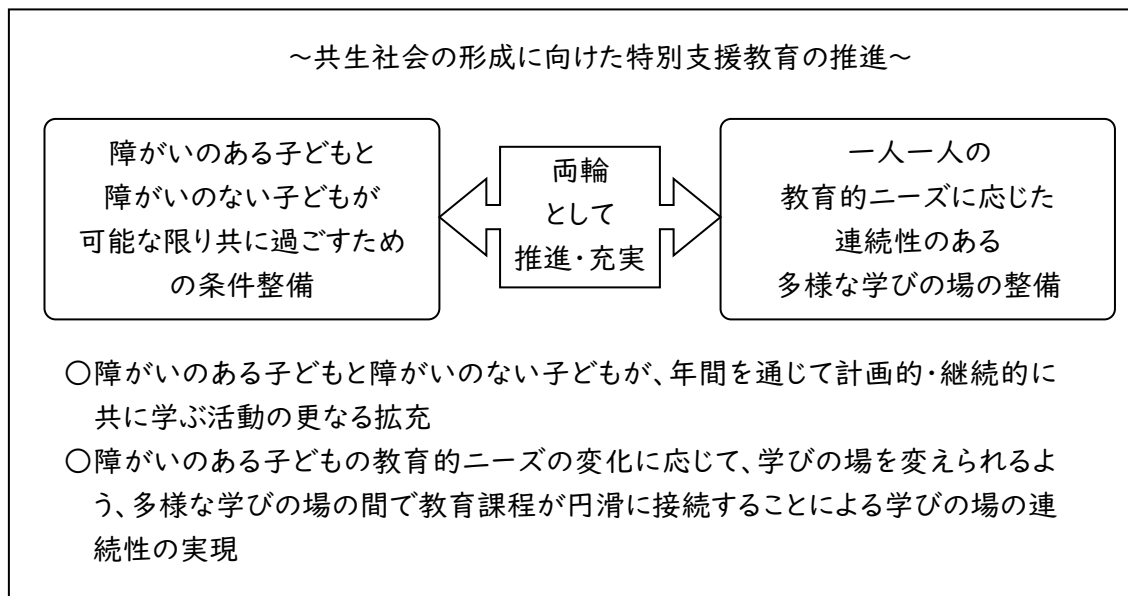 ～共生社会の形成に向けた特別支援教育の推進～
障がいのある子どもと
障がいのない子どもが
可能な限り共に過ごすため
の条件整備
両輪
として
推進・充実
一人一人の
教育的ニーズに応じた
連続性のある
多様な学びの場の整備
○障がいのある子どもと障がいのない子どもが、年間を通じて計画的・継続的に
共に学ぶ活動の更なる拡充
○障がいのある子どもの教育的ニーズの変化に応じて、学びの場を変えられるよ
う、多様な学びの場の間で教育課程が円滑に接続することによる学びの場の連
続性の実現